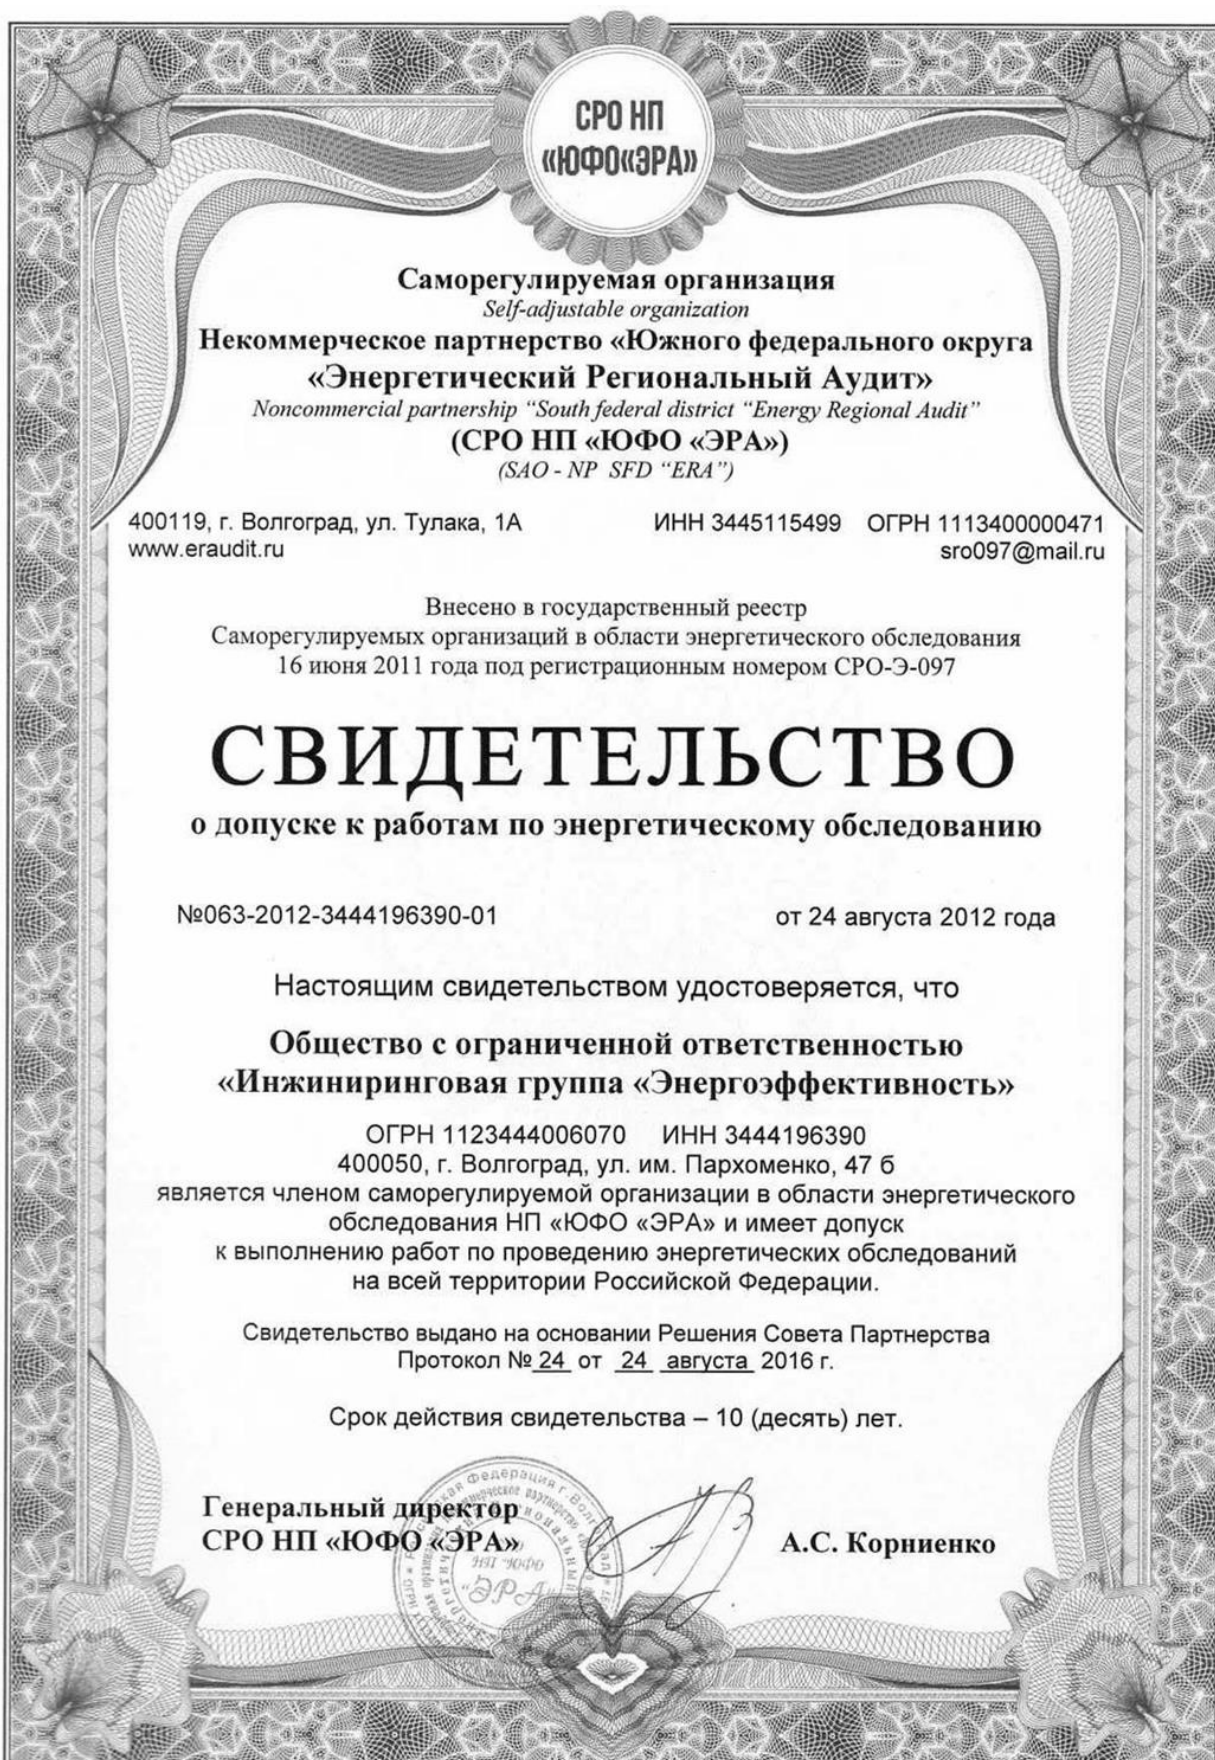 СРО НП
«ЮФО«ЭРА»
Саморегулируемая организация
Self-adjustable organization
Некоммерческое партнерство «Южного федерального округа
«Энергетический Региональный Аудит»
Noncommercial partnership “South federal district “Energy Regional Audit”
(СРО НП «ЮФО «ЭРА»)
(SAO - NP SFD “ERA”)
400119, г. Волгоград, ул. Тулака, 1А ИНН 3445115499 ОГРН 1113400000471
www.eraudit.ru sro097@mail.ru
Внесено в государственный реестр
Саморегулируемых организаций в области энергетического обследования
16 июня 2011 года под регистрационным номером СРО-Э-097
СВИДЕТЕЛЬСТВО
о допуске к работам по энергетическому обследованию
№063-2012-3444196390-01 от 24 августа 2012 года
Настоящим свидетельством удостоверяется, что
Общество с ограниченной ответственностью
«Инжиниринговая группа «Энергоэффективность»
ОГРН 1123444006070 ИНН 3444196390
400050, г. Волгоград, ул. им. Пархоменко, 47 б
является членом саморегулируемой организации в области энергетического
обследования НП «ЮФО «ЭРА» и имеет допуск
к выполнению работ по проведению энергетических обследований
на всей территории Российской Федерации.
Свидетельство выдано на основании Решения Совета Партнерства
Протокол № 24 от 24 августа 2016 г.
Срок действия свидетельства – 10 (десять) лет.
Генеральный директор
СРО НП «ЮФО «ЭРА» А.С. Корниенко
НП "ЮФО
"ЭРА"